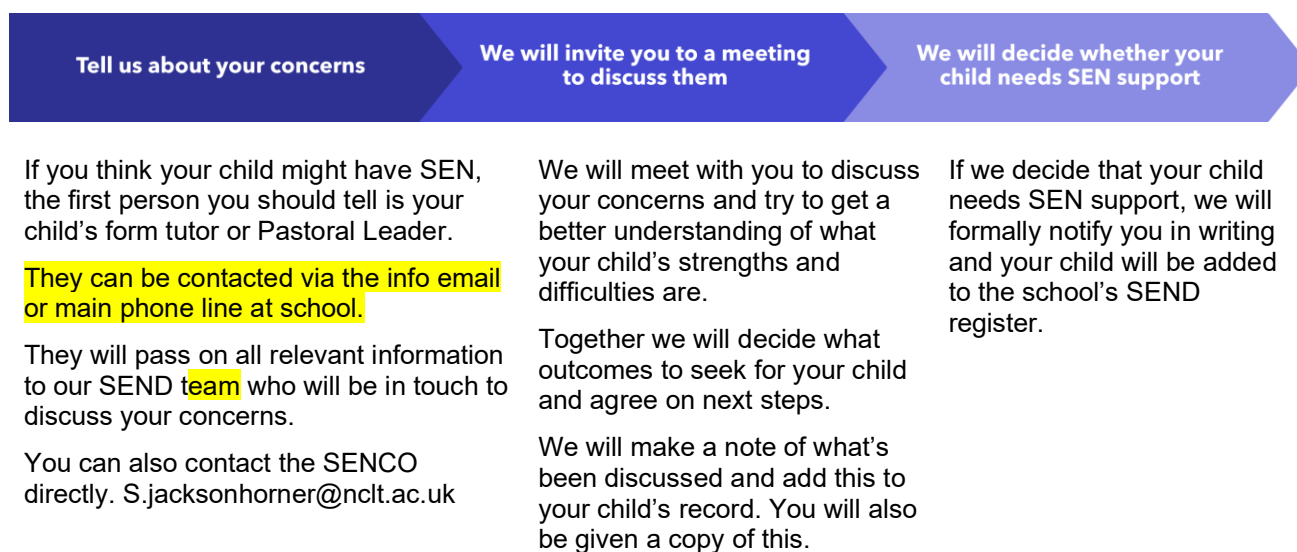 Tell us about your concerns
We will invite you to a meeting
to discuss them
We will decide whether your
child needs SEN support
If you think your child might have SEN,
the first person you should tell is your
child’s form tutor or Pastoral Leader.
They can be contacted via the info email
or main phone line at school.
They will pass on all relevant information
to our SEND team who will be in touch to
discuss your concerns.
You can also contact the SENCO
directly. S.jacksonhorner@nclt.ac.uk
We will meet with you to discuss
your concerns and try to get a
better understanding of what
your child’s strengths and
difficulties are.
Together we will decide what
outcomes to seek for your child
and agree on next steps.
We will make a note of what’s
been discussed and add this to
your child’s record. You will also
be given a copy of this.
If we decide that your child
needs SEN support, we will
formally notify you in writing
and your child will be added
to the school’s SEND
register.